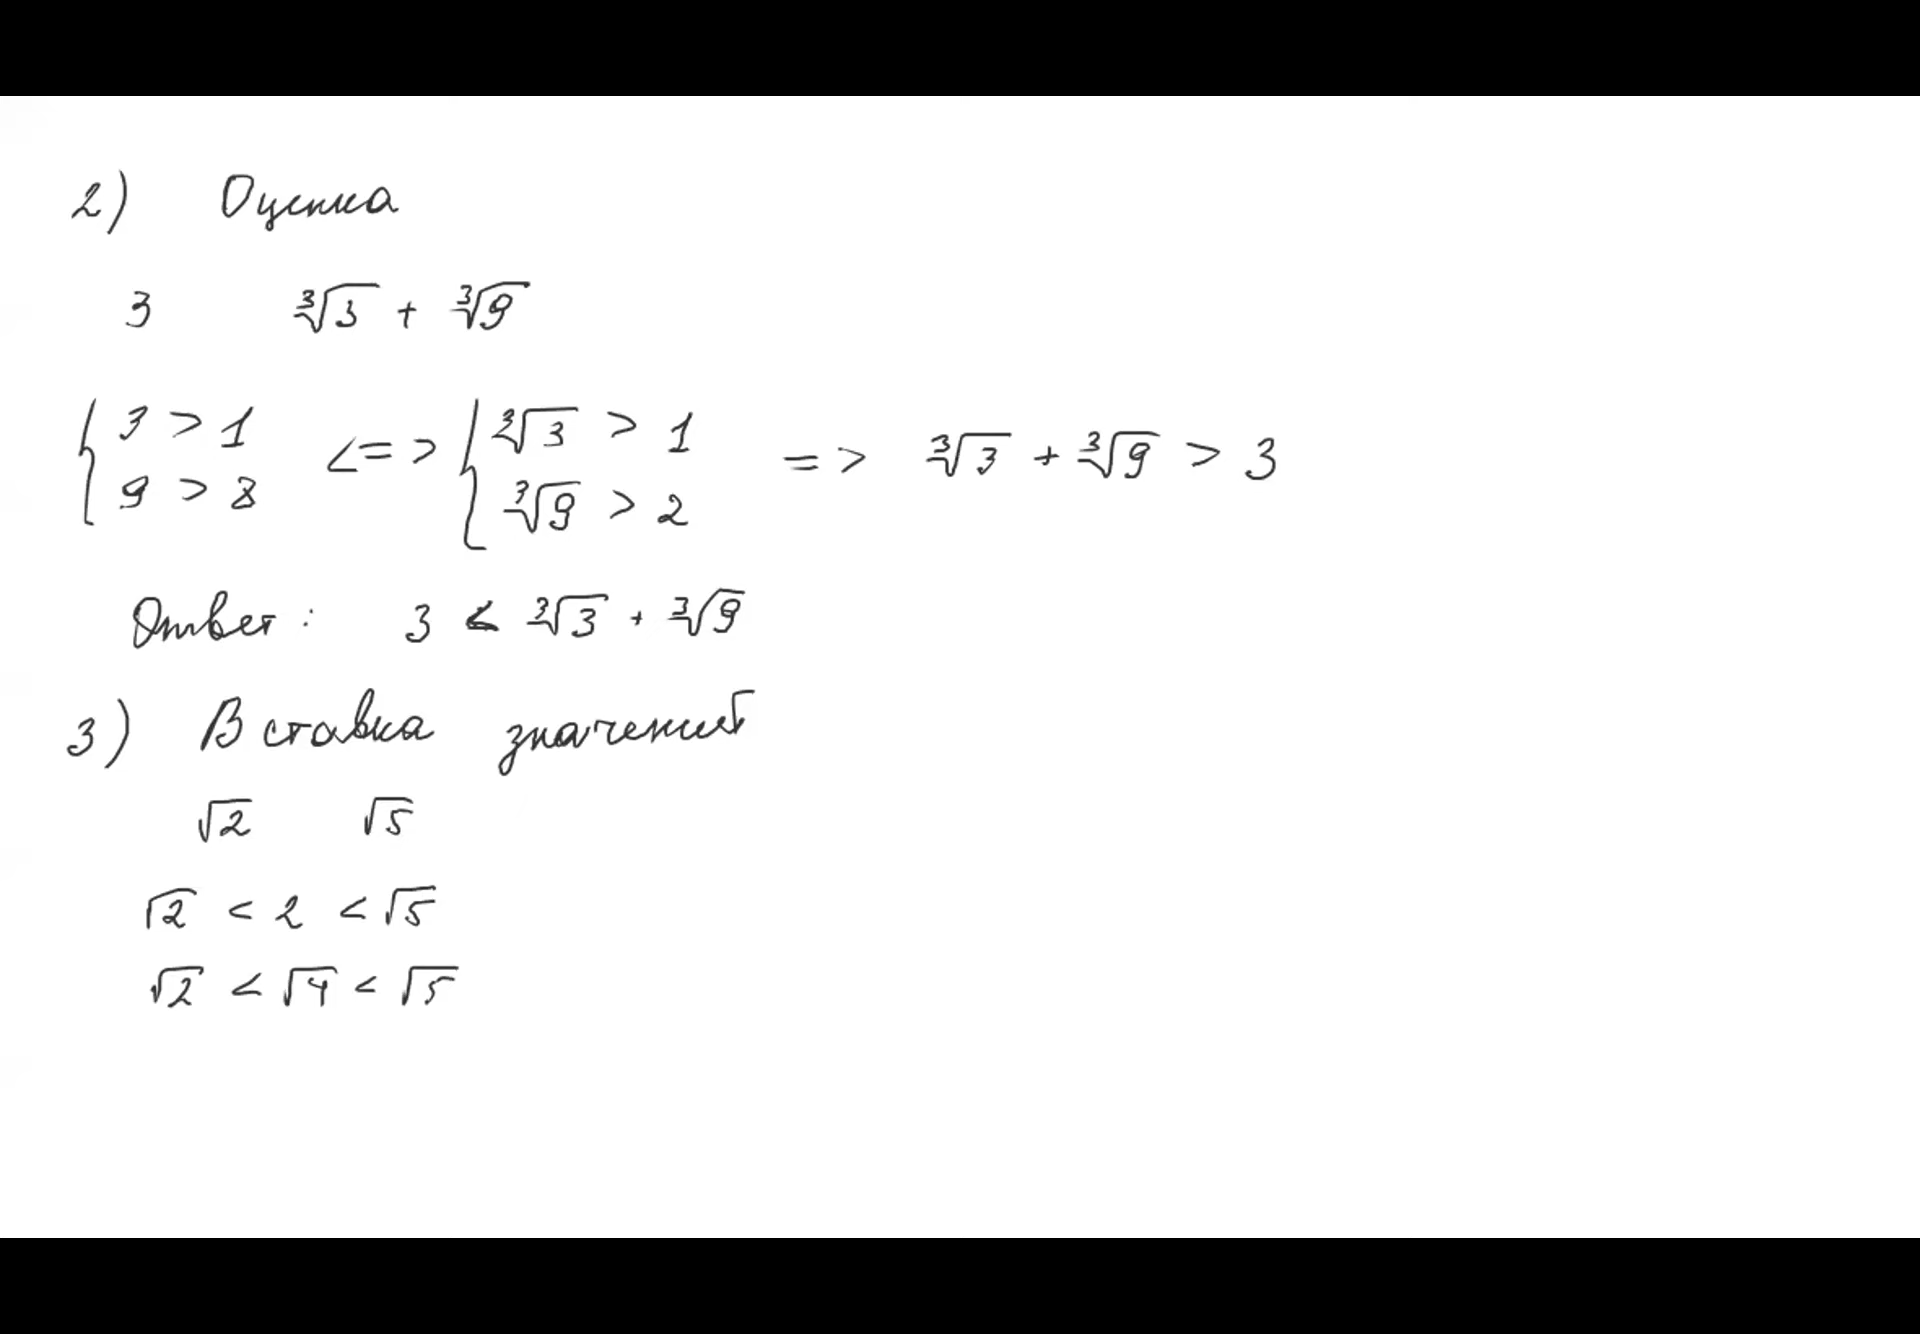 2) Оценка
3 ∛3 + ∛9
{ 3 > 1 <=> { ∛3 > 1 => ∛3 + ∛9 > 3
9 > 8 ∛9 > 2
Ответ: 3 < ∛3 + ∛9
3) Вставка значений
√2 √5
√2 < 2 < √5
√2 < √4 < √5